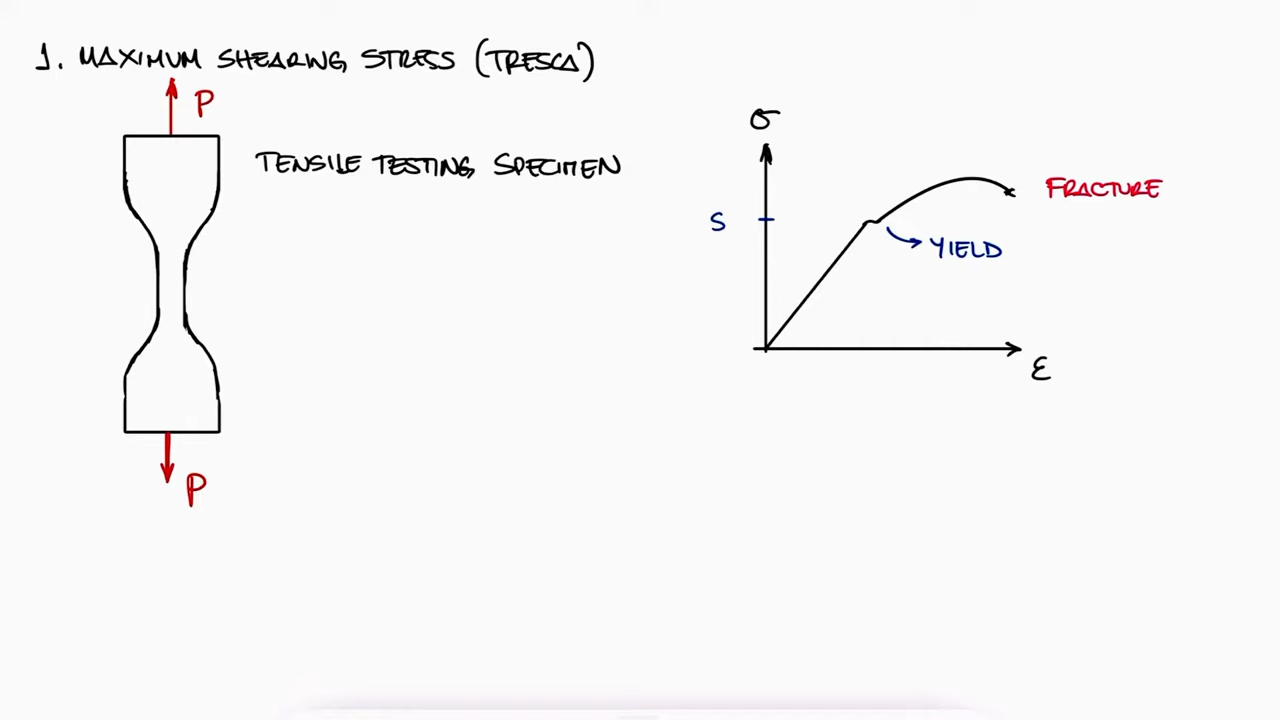 1. MAXIMUM SHEARING STRESS (TRESCA)
P
TENSILE TESTING SPECIMEN
σ
FRACTURE
S
YIELD
ε
P